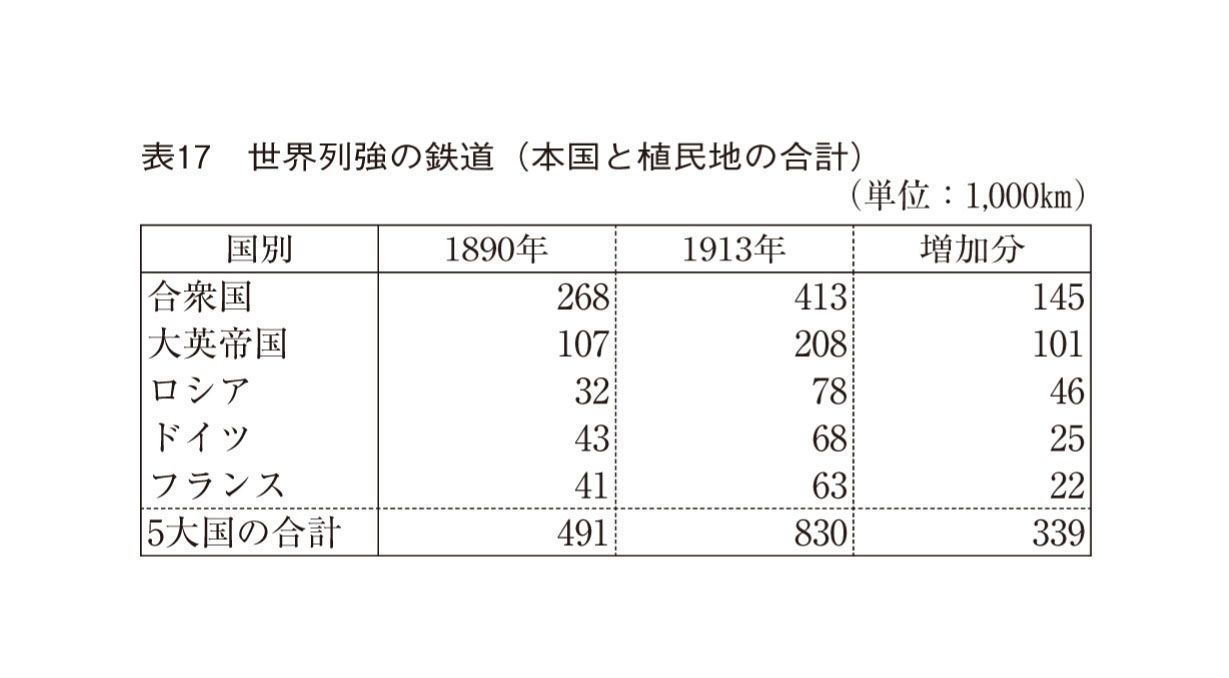 表17　世界列強の鉄道（本国と植民地の合計）
（単位：1,000㎞）
国別 1890年 1913年 増加分
合衆国 268 413 145
大英帝国 107 208 101
ロシア 32 78 46
ドイツ 43 68 25
フランス 41 63 22
5大国の合計 491 830 339